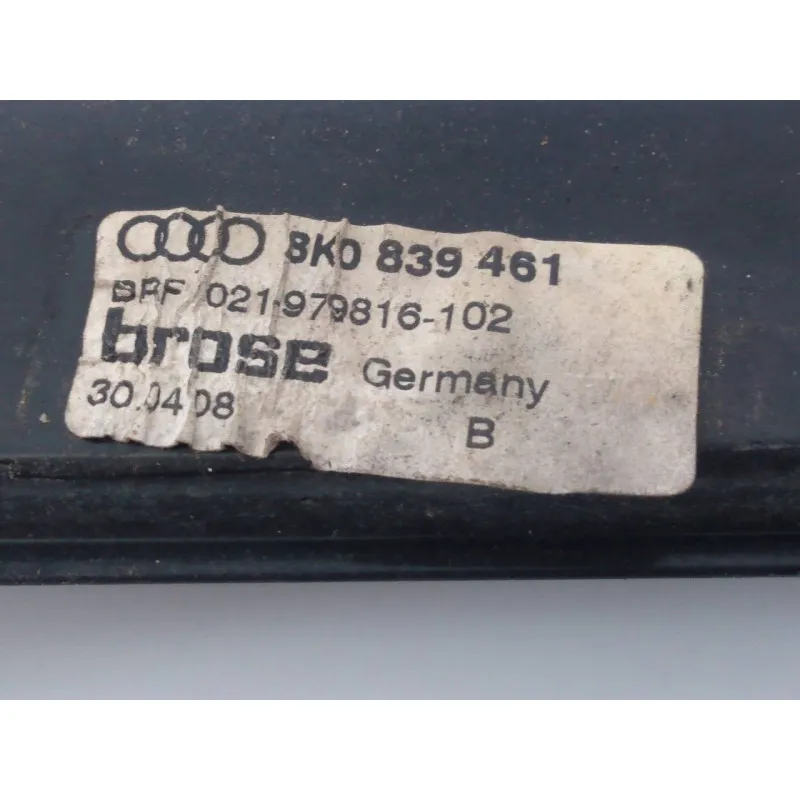 8K0 839 461
BRF 021-979816-102
brose Germany
30.04.08
B